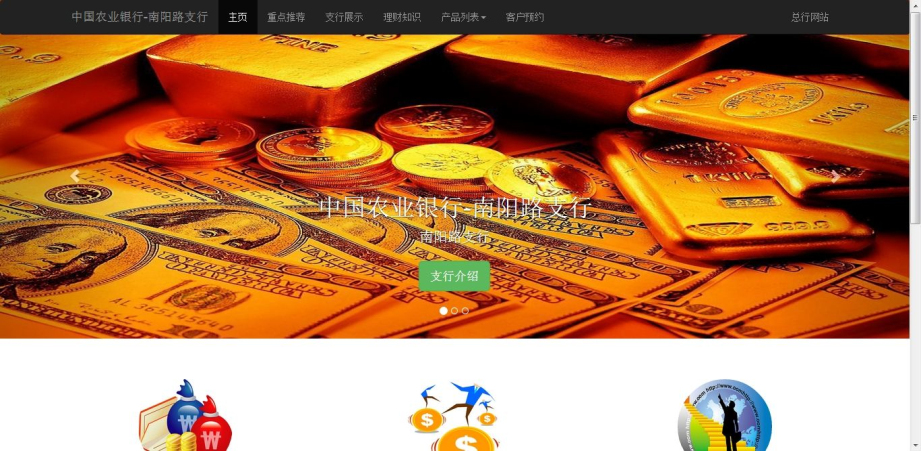 中国农业银行-南阳路支行 主页 重点推荐 支行展示 理财知识 产品列表 客户预约 总行网站
中国农业银行-南阳路支行
南阳路支行
支行介绍